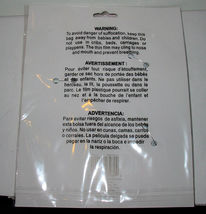 WARNING:
To avoid danger of suffocation, keep this
bag away from babies and children. Do
not use in cribs, beds, carriages or
playpens. The thin film may cling to nose
and mouth and prevent breathing.
AVERTISSEMENT:
Pour éviter tout risque d'étouffement,
garder ce sac hors de portée des bébés
et des enfants. Ne pas utiliser dans le
berceau, le lit, la poussette ou dans le
parc. Le film plastique pourrait se coller
au nez et à la bouche de l'enfant et
l'empêcher de respirer.
ADVERTENCIA:
Para evitar riesgos de asfixia, mantener
esta bolsa fuera del alcance de los bebés
y niños. No usar en cunas, camas, carritos
o corrales. La película delgada se puede
pegar en la nariz o la boca e impedir
la respiración.